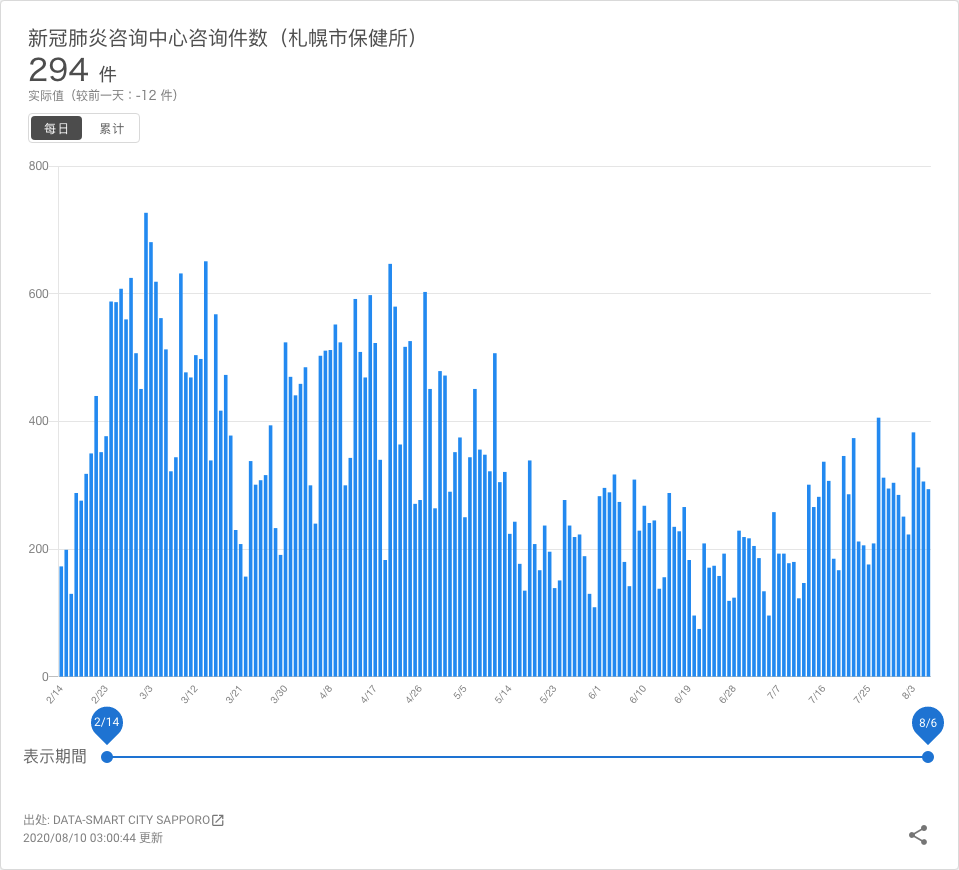 新冠肺炎咨询中心咨询件数（札幌市保健所）
294 件
实际值（较前一天：-12 件）
每日 累计
800
600
400
200
0
2/14 2/23 3/3 3/12 3/21 3/30 4/8 4/17 4/26 5/5 5/14 5/23 6/1 6/10 6/19 6/28 7/7 7/16 7/25 8/3
2/14 8/6
表示期間
出处: DATA-SMART CITY SAPPORO
2020/08/10 03:00:44 更新